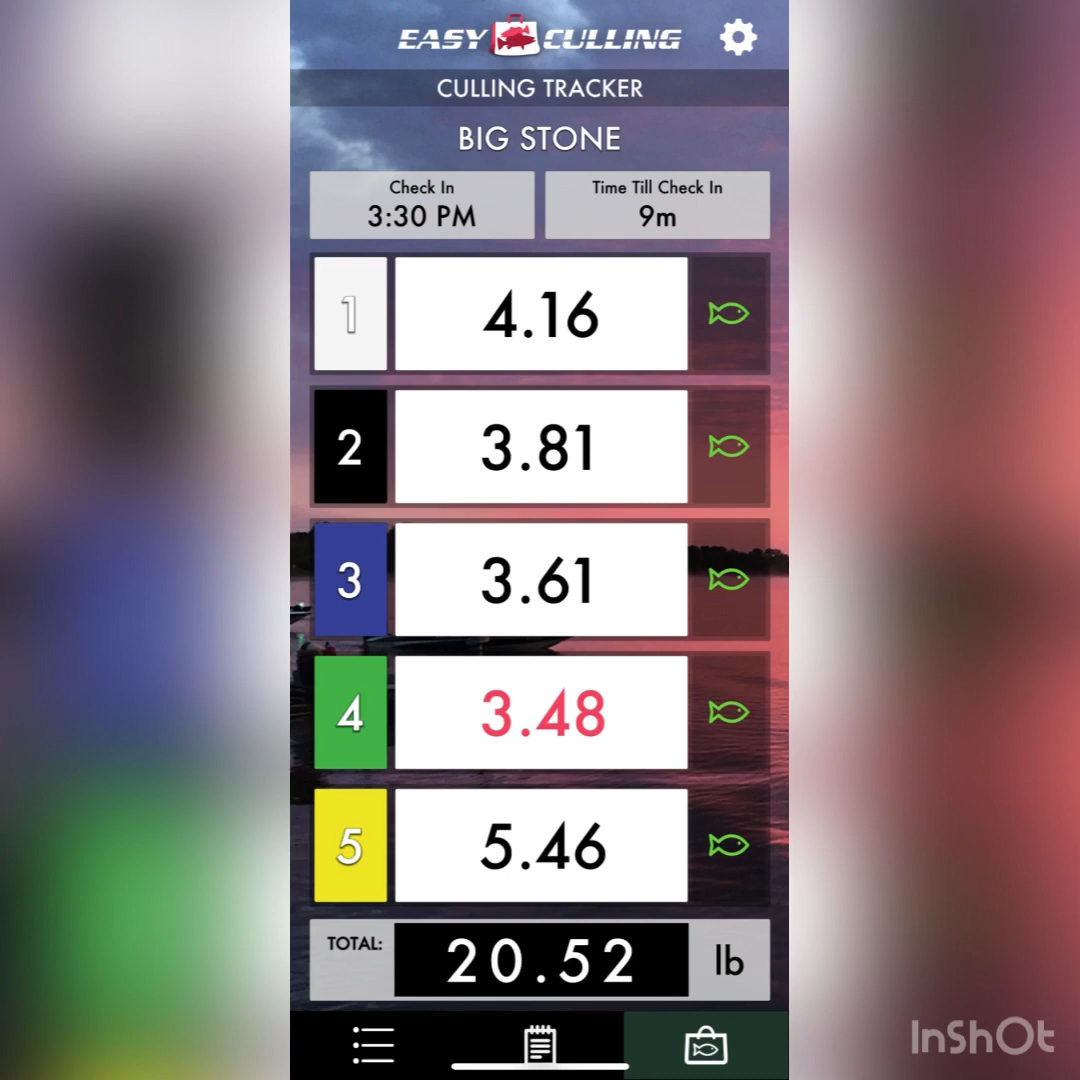 EASY CULLING
CULLING TRACKER
BIG STONE
Check In
3:30 PM
Time Till Check In
9m
1
4.16
2
3.81
3
3.61
4
3.48
5
5.46
TOTAL:
20.52
lb
InShOt